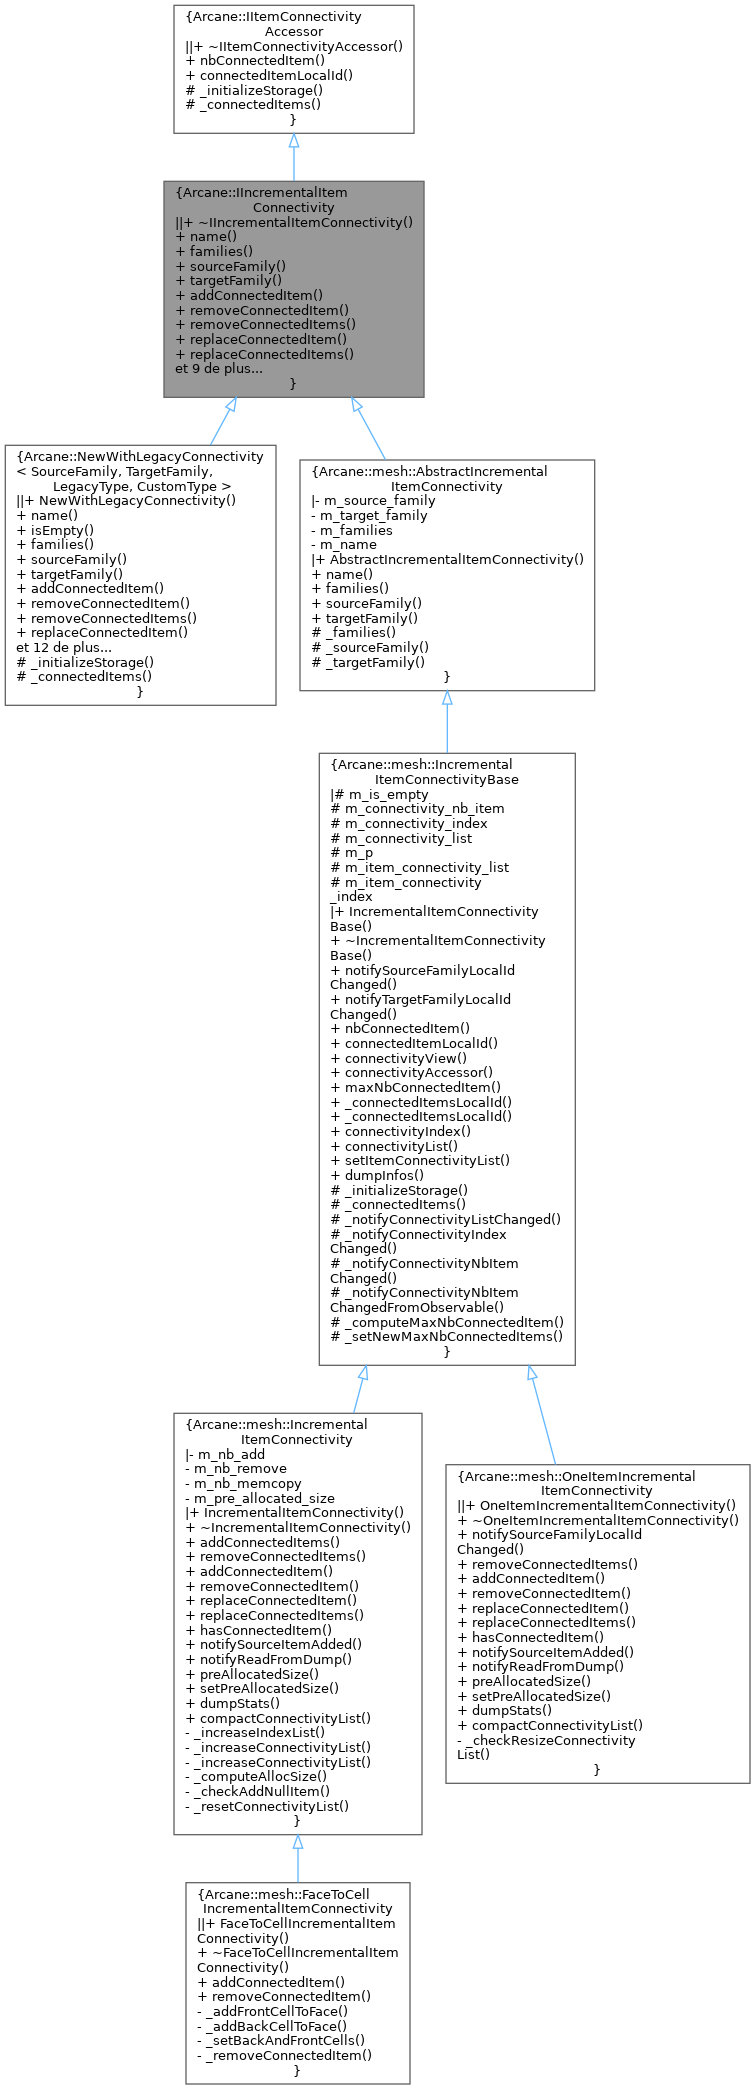 {Arcane::IItemConnectivity
Accessor
||+ ~IItemConnectivityAccessor()
+ nbConnectedItem()
+ connectedItemLocalId()
# _initializeStorage()
# _connectedItems()
}
{Arcane::IIncrementalItem
Connectivity
||+ ~IIncrementalItemConnectivity()
+ name()
+ families()
+ sourceFamily()
+ targetFamily()
+ addConnectedItem()
+ removeConnectedItem()
+ removeConnectedItems()
+ replaceConnectedItem()
+ replaceConnectedItems()
et 9 de plus...
}
{Arcane::NewWithLegacyConnectivity
< SourceFamily, TargetFamily,
LegacyType, CustomType >
||+ NewWithLegacyConnectivity()
+ name()
+ isEmpty()
+ families()
+ sourceFamily()
+ targetFamily()
+ addConnectedItem()
+ removeConnectedItem()
+ removeConnectedItems()
+ replaceConnectedItem()
et 12 de plus...
# _initializeStorage()
# _connectedItems()
}
{Arcane::mesh::AbstractIncremental
ItemConnectivity
|- m_source_family
- m_target_family
- m_families
- m_name
|+ AbstractIncrementalItemConnectivity()
+ name()
+ families()
+ sourceFamily()
+ targetFamily()
# _families()
# _sourceFamily()
# _targetFamily()
}
{Arcane::mesh::Incremental
ItemConnectivityBase
|# m_is_empty
# m_connectivity_nb_item
# m_connectivity_index
# m_connectivity_list
# m_p
# m_item_connectivity_list
# m_item_connectivity
_index
|+ IncrementalItemConnectivity
Base()
+ ~IncrementalItemConnectivity
Base()
+ notifySourceFamilyLocalId
Changed()
+ notifyTargetFamilyLocalId
Changed()
+ nbConnectedItem()
+ connectedItemLocalId()
+ connectivityView()
+ connectivityAccessor()
+ maxNbConnectedItem()
+ _connectedItemsLocalId()
+ _connectedItemsLocalId()
+ connectivityIndex()
+ connectivityList()
+ setItemConnectivityList()
+ dumpInfos()
# _initializeStorage()
# _connectedItems()
# _notifyConnectivityListChanged()
# _notifyConnectivityIndex
Changed()
# _notifyConnectivityNbItem
Changed()
# _notifyConnectivityNbItem
ChangedFromObservable()
# _computeMaxNbConnectedItem()
# _setNewMaxNbConnectedItems()
}
{Arcane::mesh::Incremental
ItemConnectivity
|- m_nb_add
- m_nb_remove
- m_nb_memcopy
- m_pre_allocated_size
|+ IncrementalItemConnectivity()
+ ~IncrementalItemConnectivity()
+ addConnectedItems()
+ removeConnectedItems()
+ addConnectedItem()
+ removeConnectedItem()
+ replaceConnectedItem()
+ replaceConnectedItems()
+ hasConnectedItem()
+ notifySourceItemAdded()
+ notifyReadFromDump()
+ preAllocatedSize()
+ setPreAllocatedSize()
+ dumpStats()
+ compactConnectivityList()
- _increaseIndexList()
- _increaseConnectivityList()
- _increaseConnectivityList()
- _computeAllocSize()
- _checkAddNullItem()
- _resetConnectivityList()
}
{Arcane::mesh::OneItemIncremental
ItemConnectivity
||+ OneItemIncrementalItemConnectivity()
+ ~OneItemIncrementalItemConnectivity()
+ notifySourceFamilyLocalId
Changed()
+ removeConnectedItems()
+ addConnectedItem()
+ removeConnectedItem()
+ replaceConnectedItem()
+ replaceConnectedItems()
+ hasConnectedItem()
+ notifySourceItemAdded()
+ notifyReadFromDump()
+ preAllocatedSize()
+ setPreAllocatedSize()
+ dumpStats()
+ compactConnectivityList()
- _checkResizeConnectivity
List()
}
{Arcane::mesh::FaceToCell
IncrementalItemConnectivity
||+ FaceToCellIncrementalItem
Connectivity()
+ ~FaceToCellIncrementalItem
Connectivity()
+ addConnectedItem()
+ removeConnectedItem()
- _addFrontCellToFace()
- _addBackCellToFace()
- _setBackAndFrontCells()
- _removeConnectedItem()
}